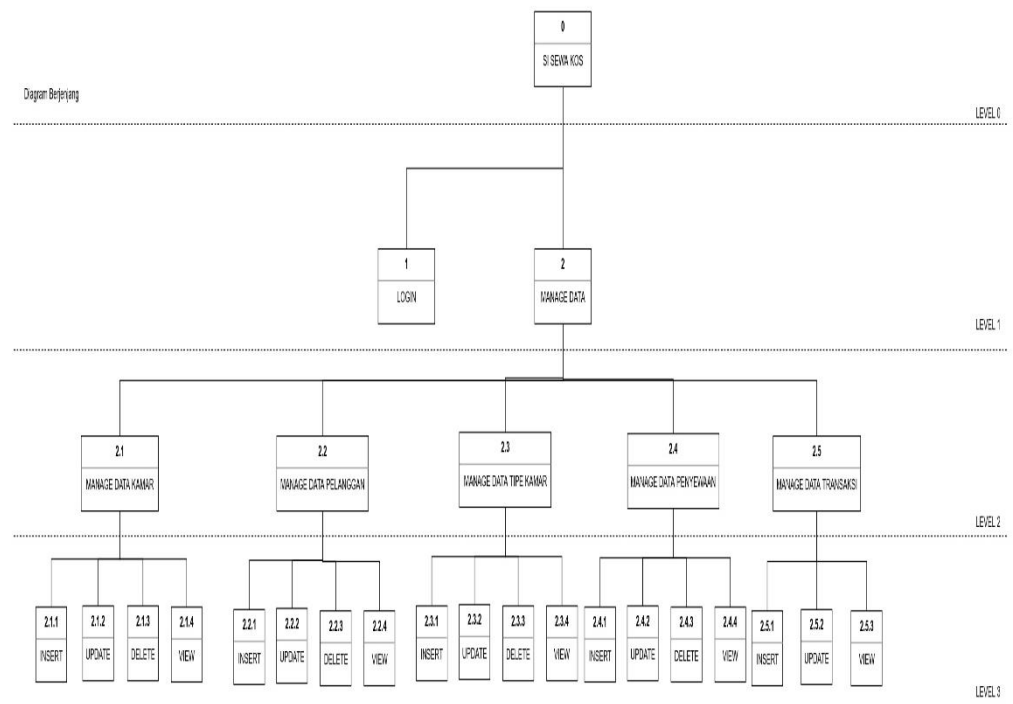 0
SI SEWA KOS
Diagram Berjenjang
LEVEL 0
1
LOGIN
2
MANAGE DATA
LEVEL 1
2.1
MANAGE DATA KAMAR
2.2
MANAGE DATA PELANGGAN
2.3
MANAGE DATA TIPE KAMAR
2.4
MANAGE DATA PENYEWAAN
2.5
MANAGE DATA TRANSAKSI
LEVEL 2
2.1.1
INSERT
2.1.2
UPDATE
2.1.3
DELETE
2.1.4
VIEW
2.2.1
INSERT
2.2.2
UPDATE
2.2.3
DELETE
2.2.4
VIEW
2.3.1
INSERT
2.3.2
UPDATE
2.3.3
DELETE
2.3.4
VIEW
2.4.1
INSERT
2.4.2
UPDATE
2.4.3
DELETE
2.4.4
VIEW
2.5.1
INSERT
2.5.2
UPDATE
2.5.3
VIEW
LEVEL 3